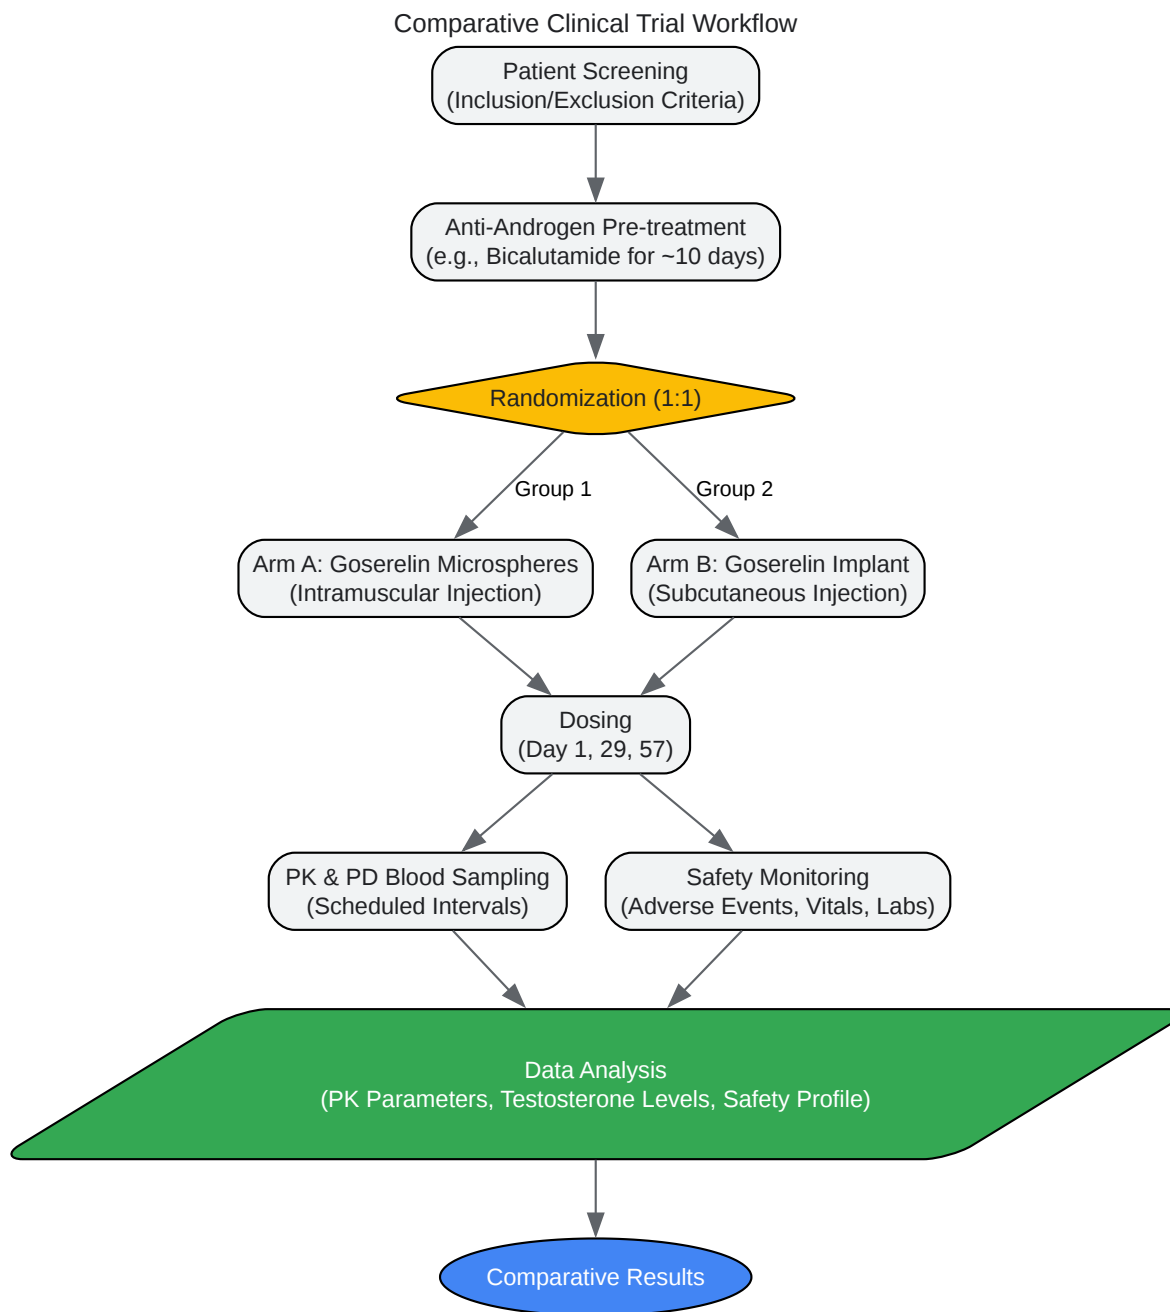 Comparative Clinical Trial Workflow
Patient Screening
(Inclusion/Exclusion Criteria)
Anti-Androgen Pre-treatment
(e.g., Bicalutamide for ~10 days)
Randomization (1:1)
Group 1
Group 2
Arm A: Goserelin Microspheres
(Intramuscular Injection)
Arm B: Goserelin Implant
(Subcutaneous Injection)
Dosing
(Day 1, 29, 57)
PK & PD Blood Sampling
(Scheduled Intervals)
Safety Monitoring
(Adverse Events, Vitals, Labs)
Data Analysis
(PK Parameters, Testosterone Levels, Safety Profile)
Comparative Results